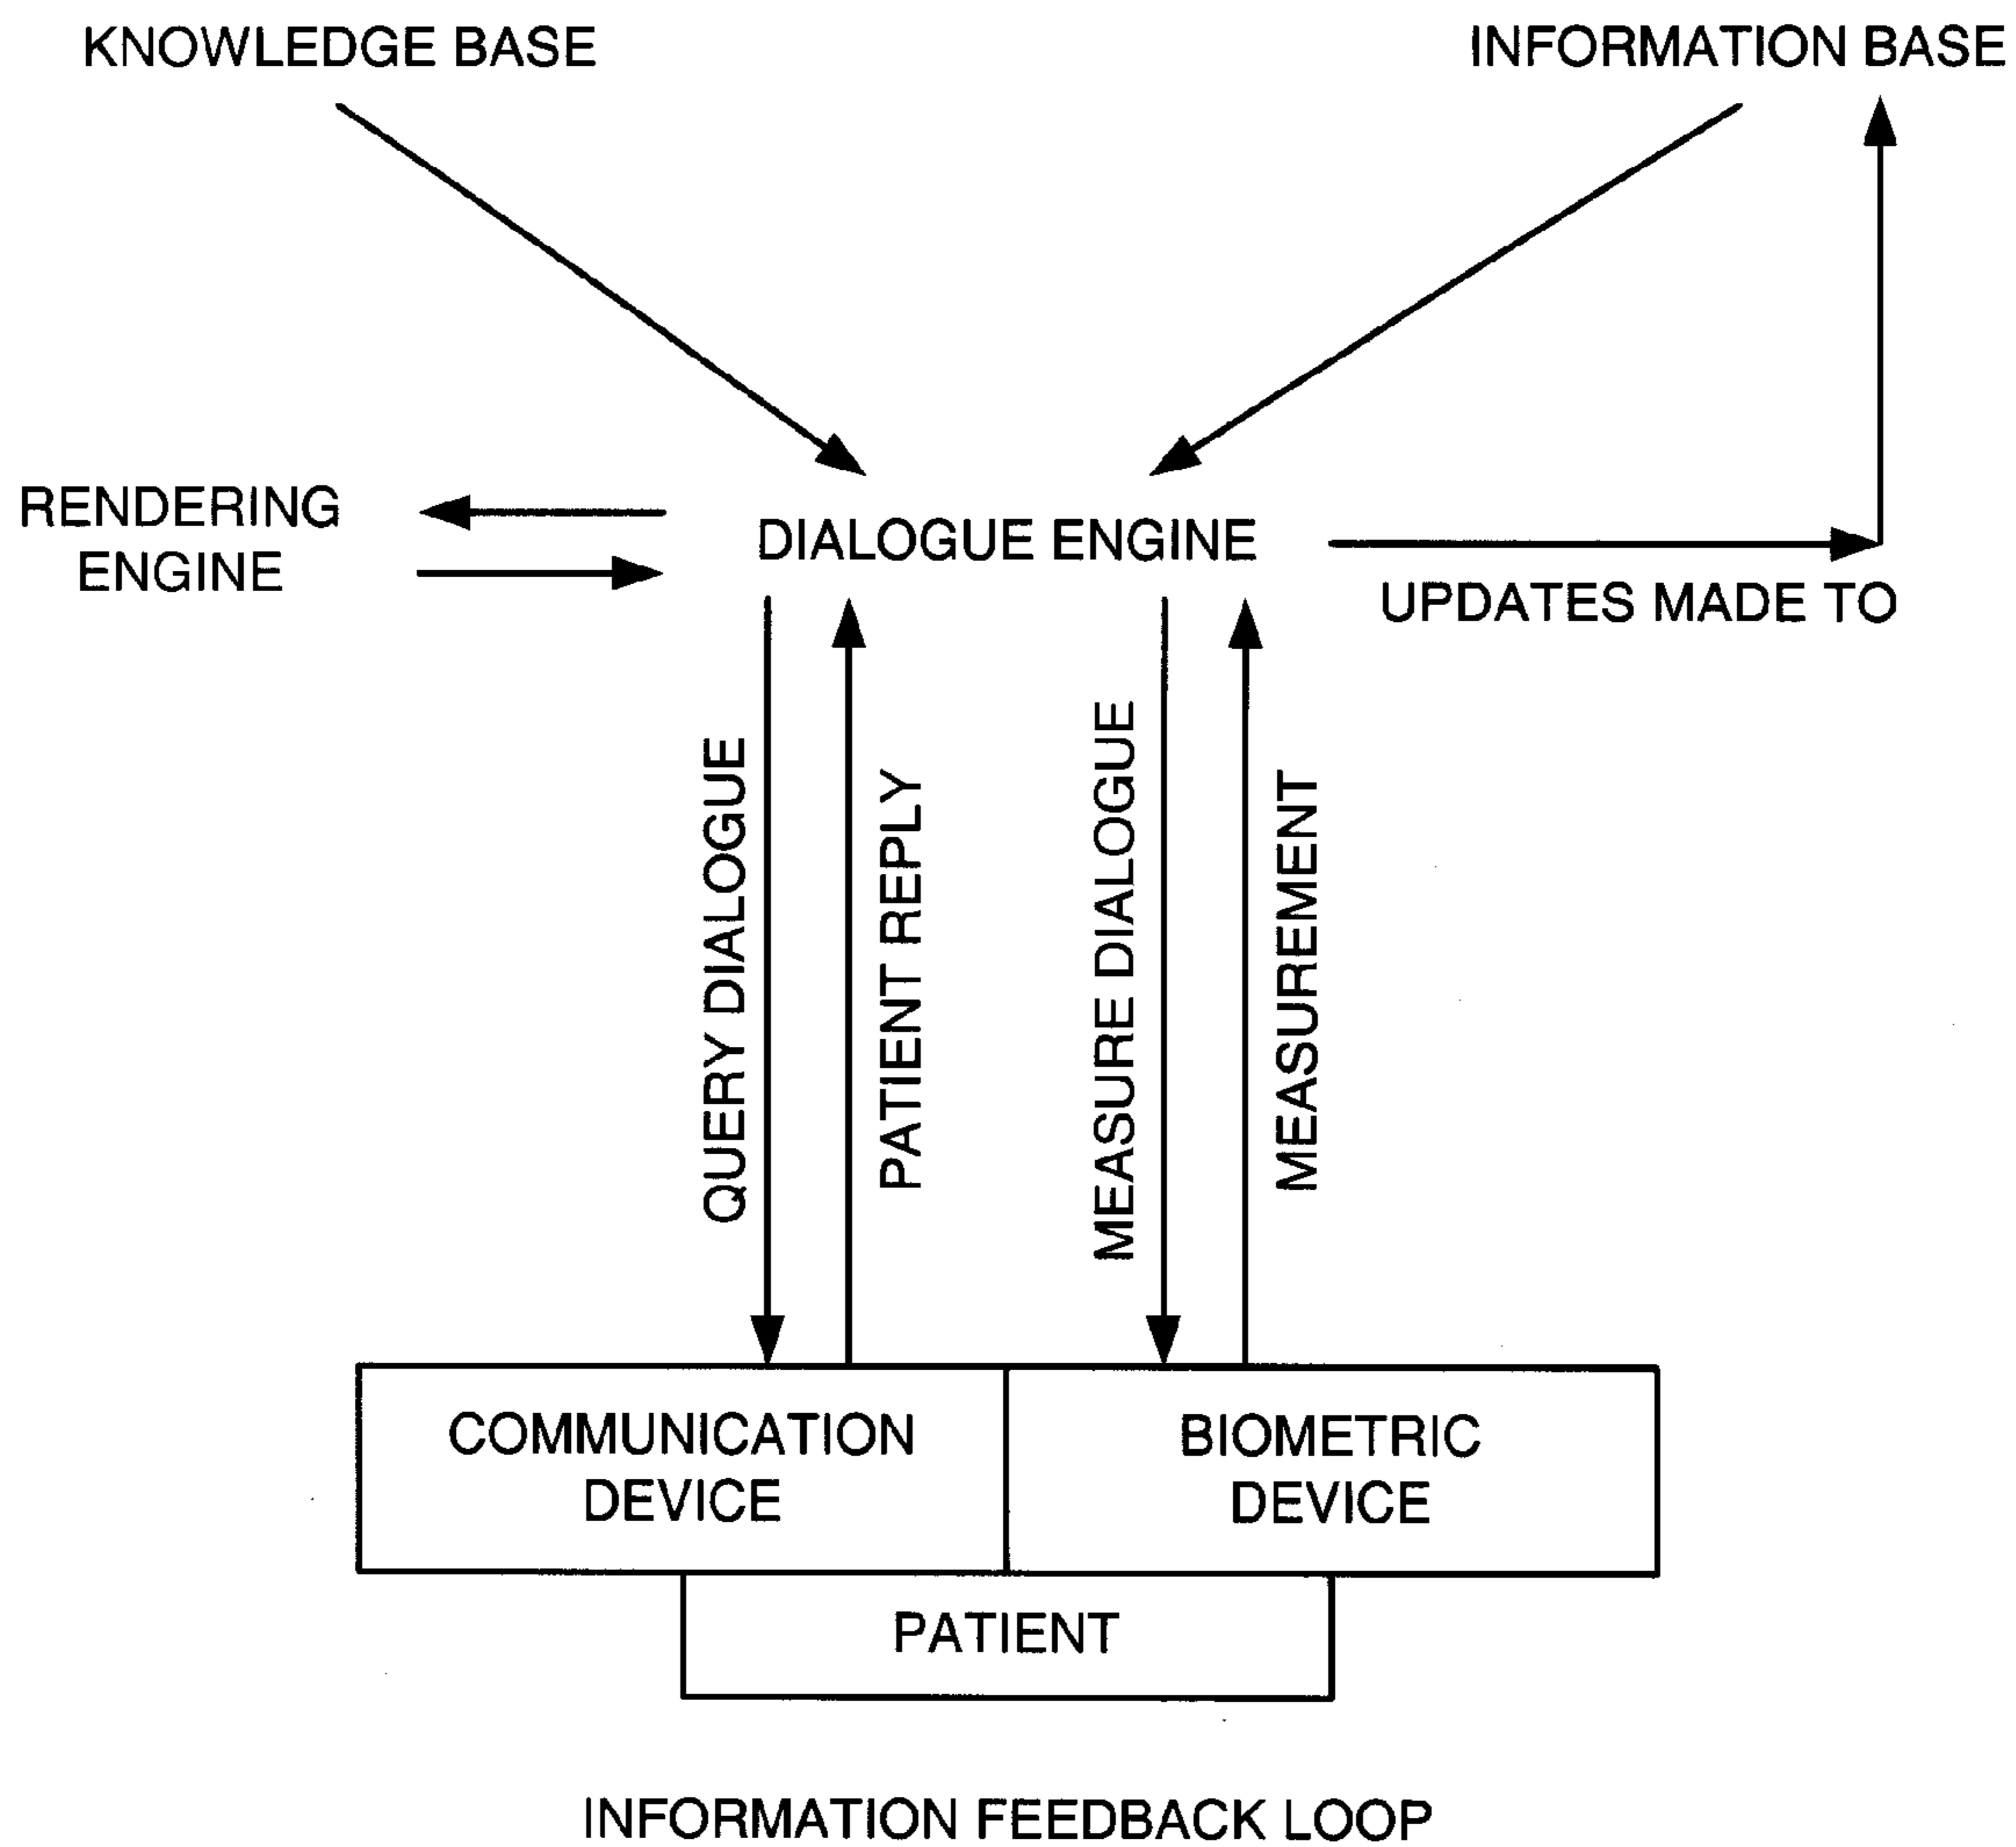 KNOWLEDGE BASE
INFORMATION BASE
RENDERING
ENGINE
DIALOGUE ENGINE
UPDATES MADE TO
QUERY DIALOGUE
PATIENT REPLY
MEASURE DIALOGUE
MEASUREMENT
COMMUNICATION
DEVICE
BIOMETRIC
DEVICE
PATIENT
INFORMATION FEEDBACK LOOP